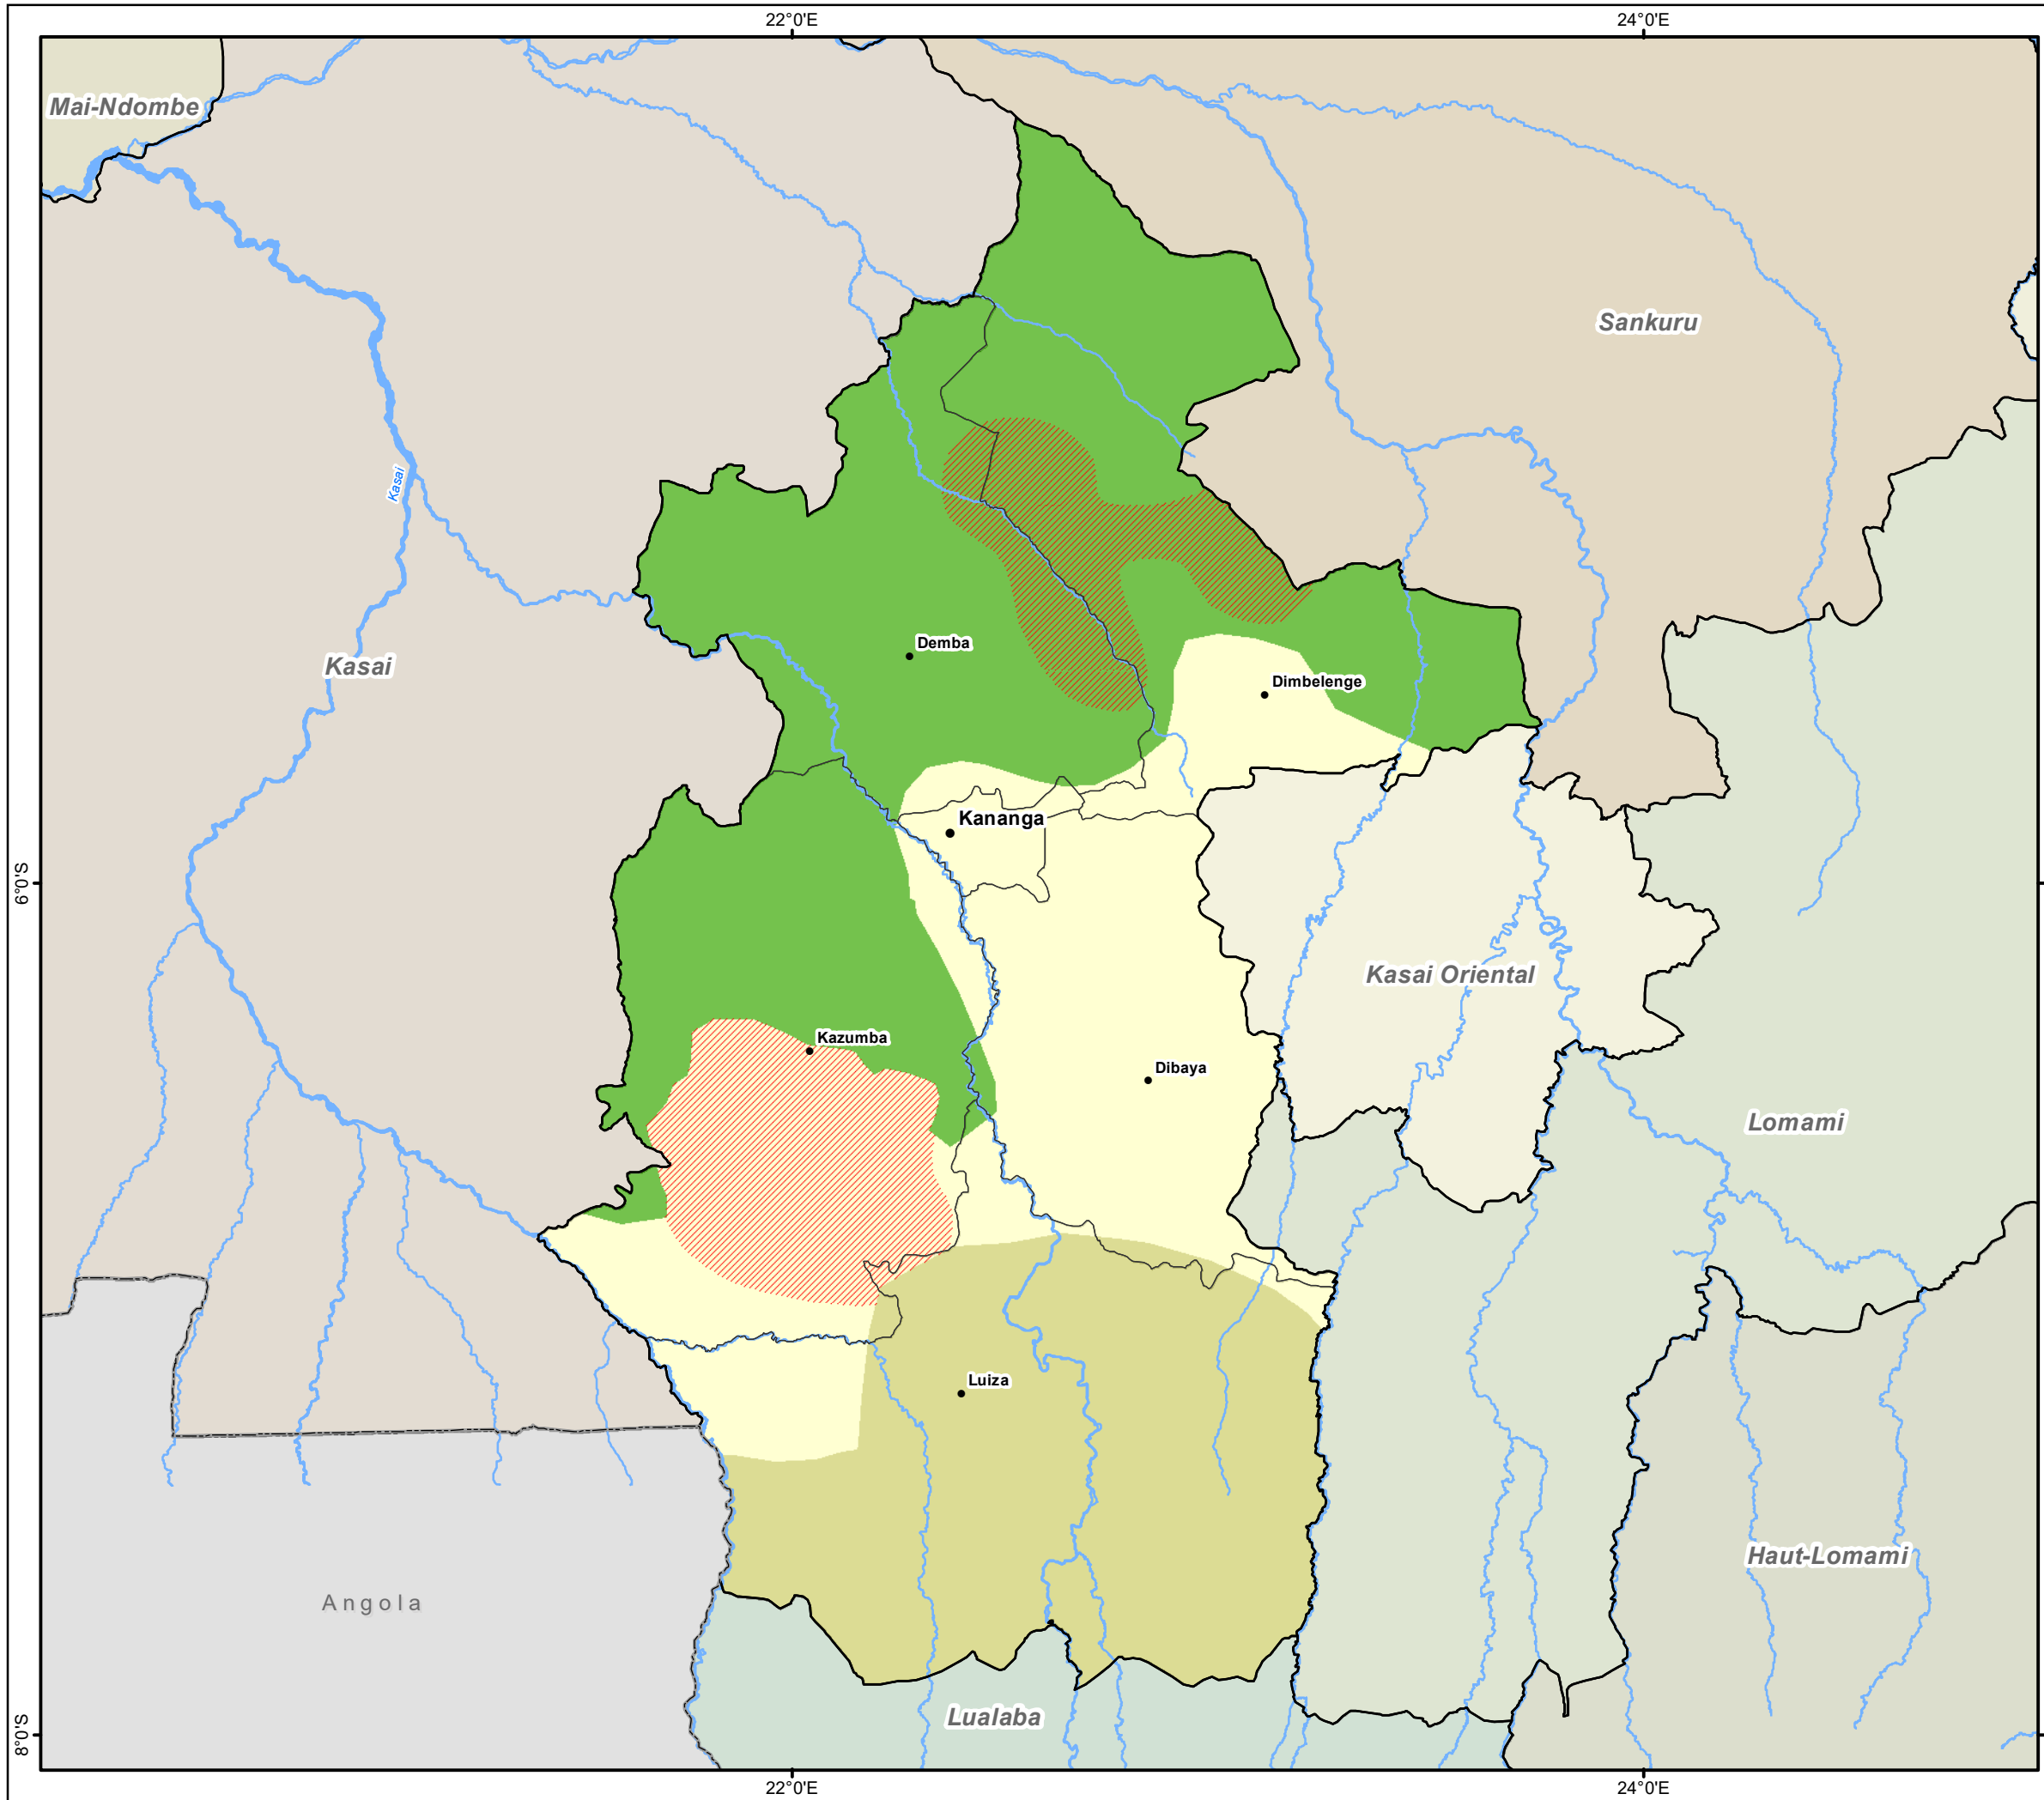 22°0'E
24°0'E
Mai-Ndombe
Sankuru
Kasai
Demba
Kasai
Dimbelenge
Kananga
6°0'S
Kasai Oriental
Kazumba
Dibaya
Lomami
Luiza
Haut-Lomami
Angola
Lualaba
8°0'S
22°0'E
24°0'E